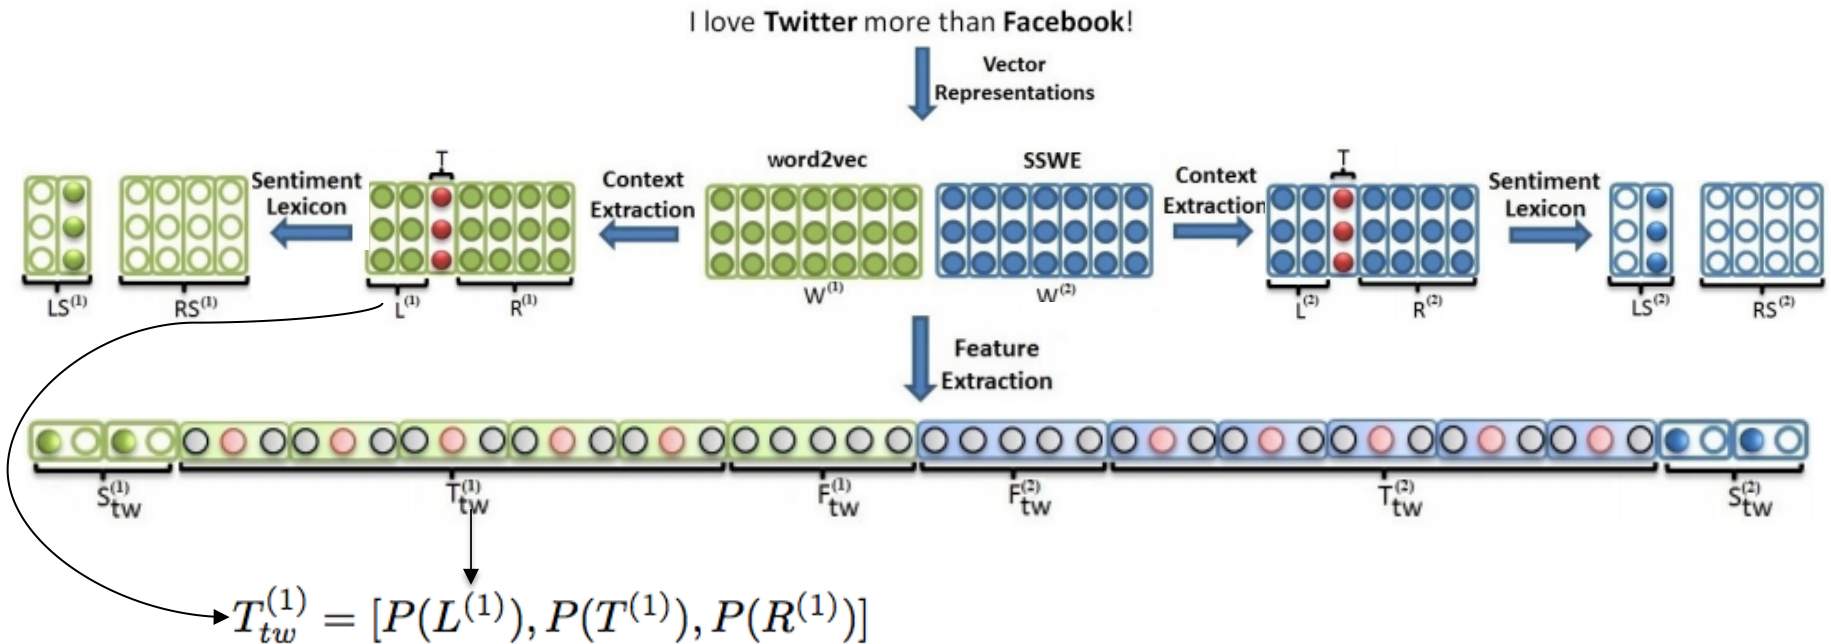 I love Twitter more than Facebook!
Vector
Representations
word2vec
SSWE
T
T
Sentiment
Lexicon
Context
Extraction
Context
Extraction
Sentiment
Lexicon
LS(1)
RS(1)
L(1)
R(1)
W(1)
W(2)
L(2)
R(2)
LS(2)
RS(2)
Feature
Extraction
S(1)tw
T(1)tw
F(1)tw
F(2)tw
T(2)tw
S(2)tw
T(1)tw = [P(L(1)), P(T(1)), P(R(1))]